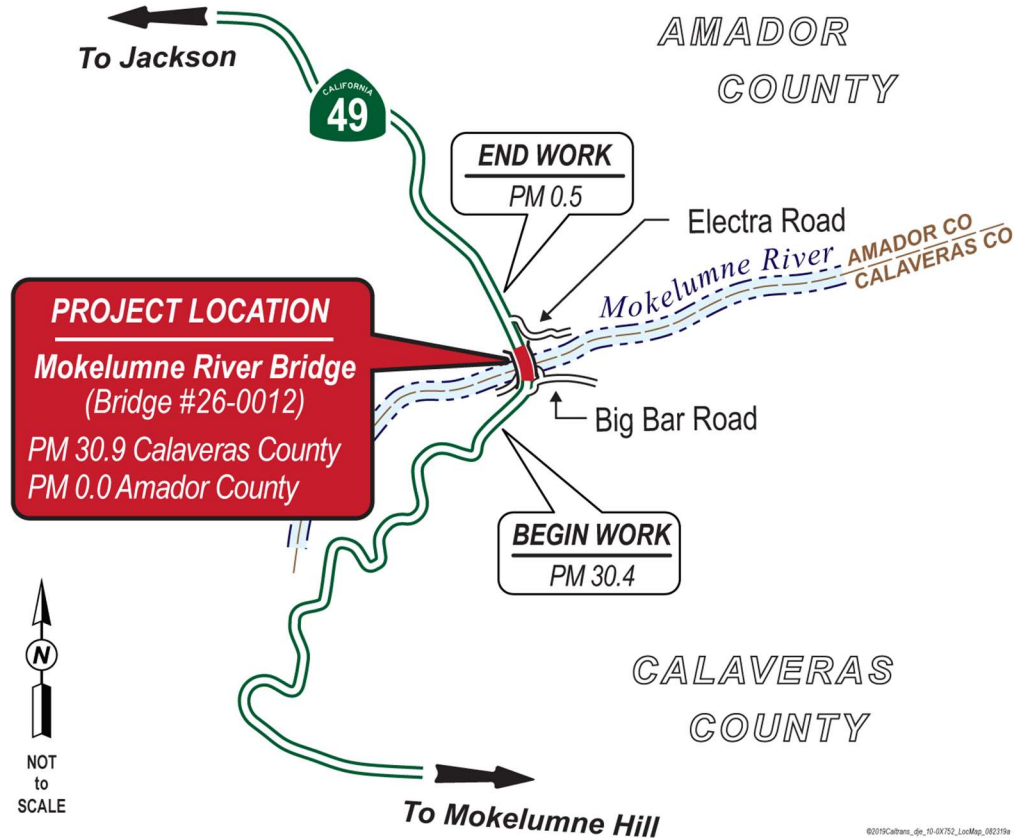 To Jackson
CALIFORNIA
49
AMADOR
COUNTY
END WORK
PM 0.5
Electra Road
Mokelumne River
AMADOR CO
CALAVERAS CO
PROJECT LOCATION
Mokelumne River Bridge
(Bridge #26-0012)
PM 30.9 Calaveras County
PM 0.0 Amador County
Big Bar Road
BEGIN WORK
PM 30.4
N
NOT
to
SCALE
CALAVERAS
COUNTY
To Mokelumne Hill
©2019Caltrans_dje_10-0X752_LocMap_082319a